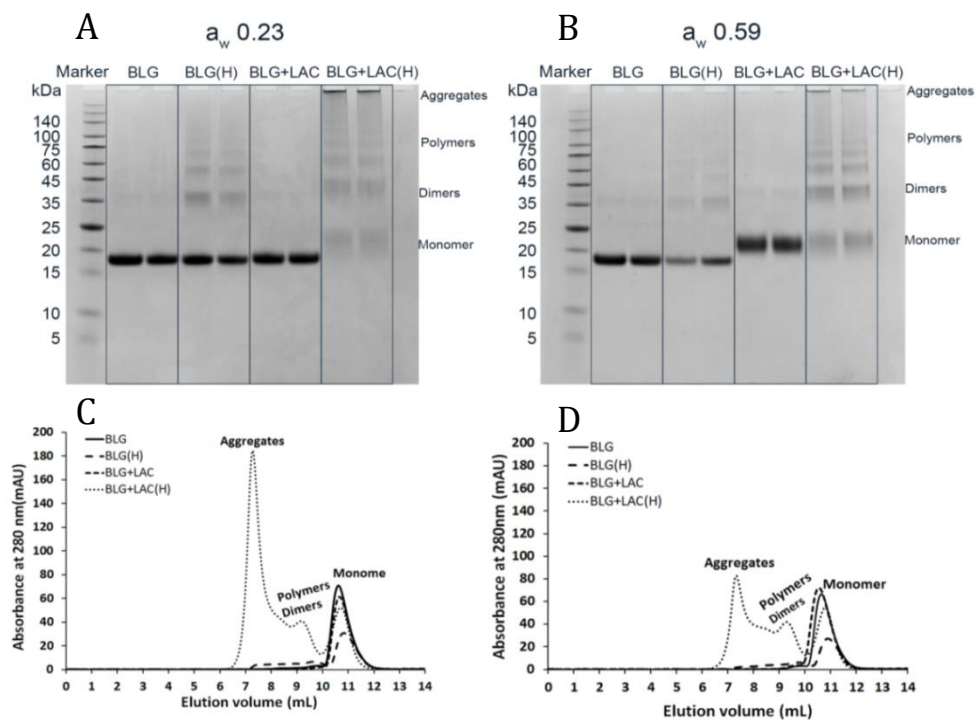 A
a_w 0.23
Marker BLG BLG(H) BLG+LAC BLG+LAC(H)
kDa
Aggregates
140
100
75
60
45
35
25
20
15
10
5
Polymers
Dimers
Monomer
B
a_w 0.59
Marker BLG BLG(H) BLG+LAC BLG+LAC(H)
kDa
Aggregates
140
100
75
60
45
35
25
20
15
10
5
Polymers
Dimers
Monomer
C
Absorbance at 280 nm(mAU)
200
180
160
140
120
100
80
60
40
20
0
BLG
BLG(H)
BLG+LAC
BLG+LAC(H)
Aggregates
Polymers
Dimers
Monome
0 1 2 3 4 5 6 7 8 9 10 11 12 13 14
Elution volume (mL)
D
Absorbance at 280nm (mAU)
200
180
160
140
120
100
80
60
40
20
0
BLG
BLG(H)
BLG+LAC
BLG+LAC(H)
Aggregates
Polymers
Dimers
Monomer
0 1 2 3 4 5 6 7 8 9 10 11 12 13 14
Elution volume (mL)